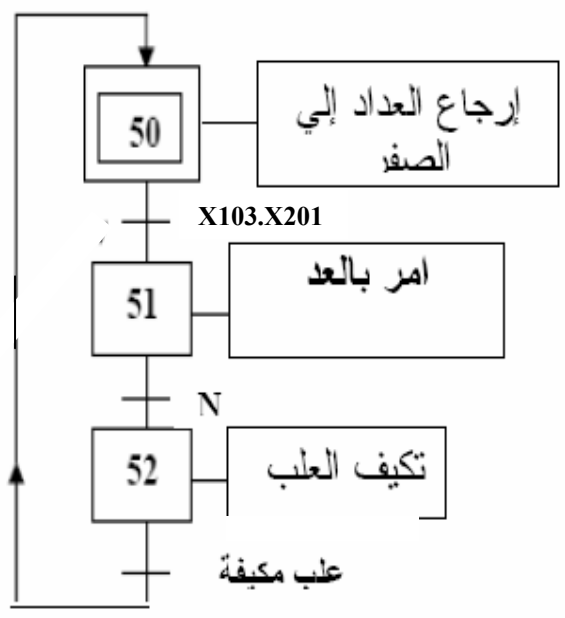 50
إرجاع العداد إلي
الصفر
X103.X201
51
امر بالعد
N
52
تكيف العلب
علب مكيفة